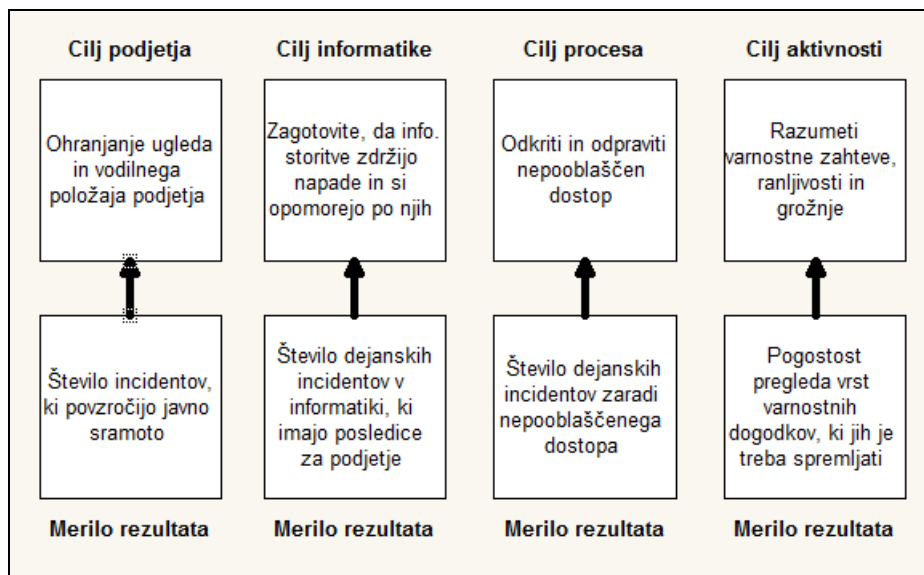 Cilj podjetja
Cilj informatike
Cilj procesa
Cilj aktivnosti
Ohranjanje ugleda
in vodilnega
položaja podjetja
Zagotovite, da info.
storitve zdržijo
napade in si
opomorejo po njih
Odkriti in odpraviti
nepooblaščen
dostop
Razumeti
varnostne zahteve,
ranljivosti in
grožnje
Število incidentov,
ki povzročijo javno
sramoto
Število dejanskih
incidentov v
informatiki, ki
imajo posledice
za podjetje
Število dejanskih
incidentov zaradi
nepooblaščenega
dostopa
Pogostost
pregleda vrst
varnostnih
dogodkov, ki jih je
treba spremljati
Merilo rezultata
Merilo rezultata
Merilo rezultata
Merilo rezultata